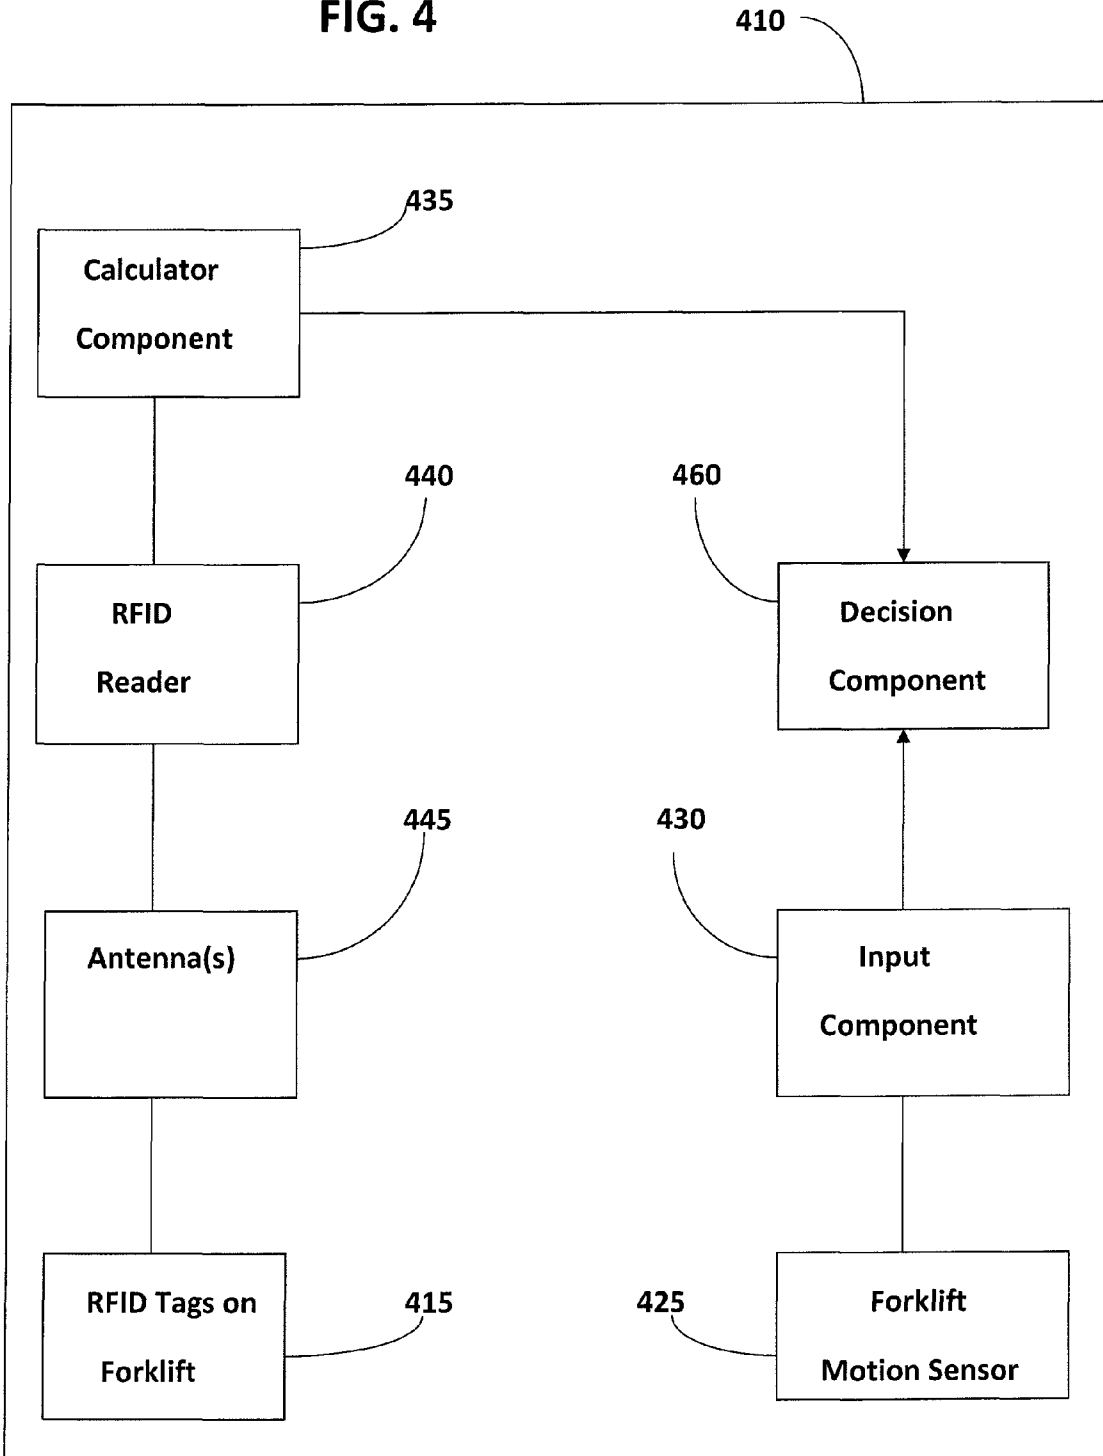 FIG. 4
410
435
Calculator
Component
440
460
RFID
Reader
Decision
Component
445
430
Antenna(s)
Input
Component
RFID Tags on
Forklift
415
425
Forklift
Motion Sensor